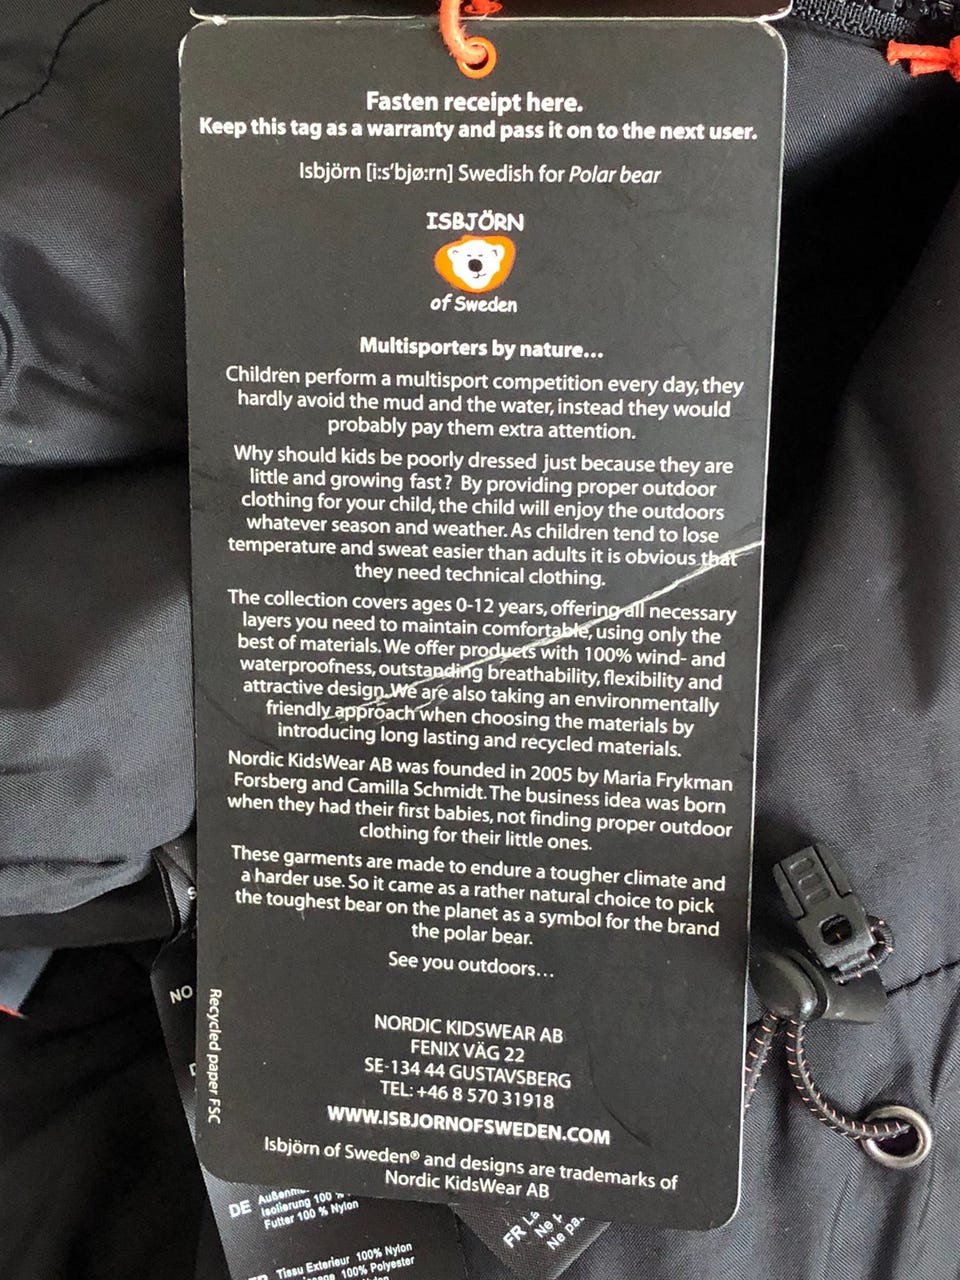 Fasten receipt here.
Keep this tag as a warranty and pass it on to the next user.
Isbjörn [i:s'bjø:rn] Swedish for Polar bear
ISBJÖRN
of Sweden
Multisporters by nature...
Children perform a multisport competition every day, they
hardly avoid the mud and the water, instead they would
probably pay them extra attention.
Why should kids be poorly dressed just because they are
little and growing fast? By providing proper outdoor
clothing for your child, the child will enjoy the outdoors
whatever season and weather. As children tend to lose
temperature and sweat easier than adults it is obvious that
they need technical clothing.
The collection covers ages 0-12 years, offering all necessary
layers you need to maintain comfortable, using only the
best of materials. We offer products with 100% wind- and
waterproofness, outstanding breathability, flexibility and
attractive design. We are also taking an environmentally
friendly approach when choosing the materials by
introducing long lasting and recycled materials.
Nordic KidsWear AB was founded in 2005 by Maria Frykman
Forsberg and Camilla Schmidt. The business idea was born
when they had their first babies, not finding proper outdoor
clothing for their little ones.
These garments are made to endure a tougher climate and
a harder use. So it came as a rather natural choice to pick
the toughest bear on the planet as a symbol for the brand
the polar bear.
See you outdoors...
NORDIC KIDSWEAR AB
FENIX VÄG 22
SE-134 44 GUSTAVSBERG
TEL: +46 8 570 31918
WWW.ISBJORNOFSWEDEN.COM
Isbjörn of Sweden® and designs are trademarks of
Nordic KidsWear AB
Recycled paper FSC
NO
DE
Isolierung 100
Futter 100 % Nylon
Tissu Exterieur 100% Nylon
100% Polyester
Nylon
FR La
Ne
Ne pa